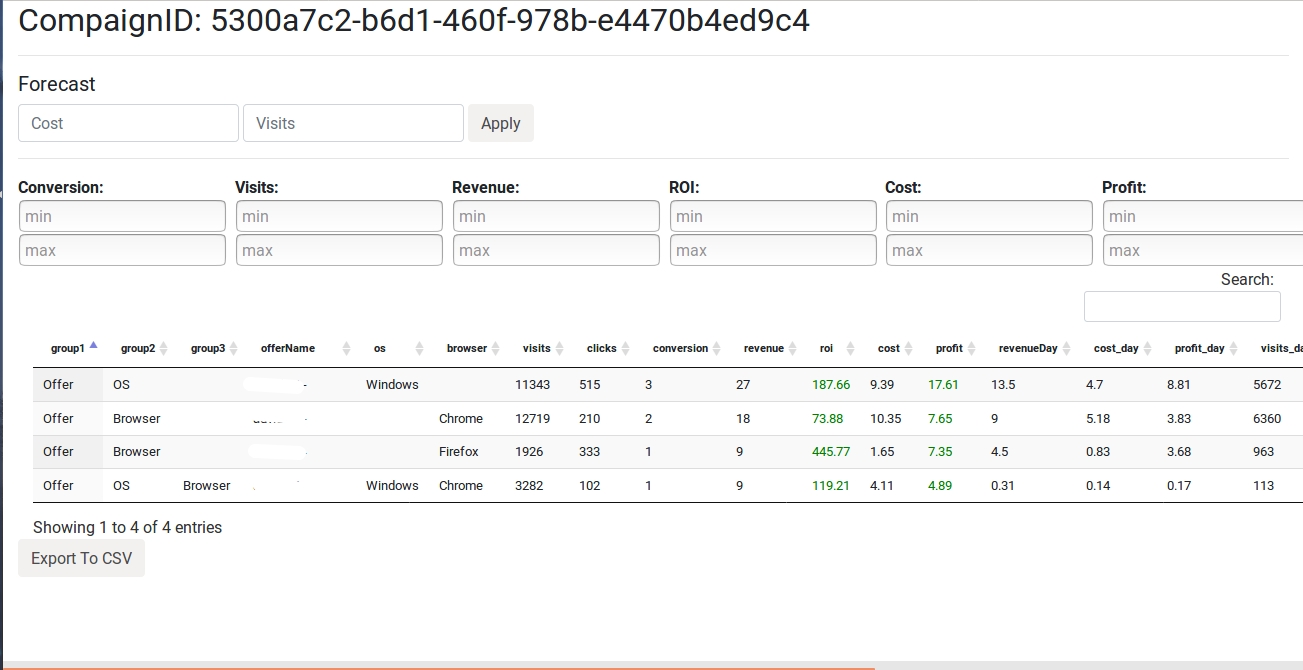 CompaignID: 5300a7c2-b6d1-460f-978b-e4470b4ed9c4
Forecast
Cost Visits Apply
Conversion: Visits: Revenue: ROI: Cost: Profit:
min min min min min min
max max max max max max
Search:
group1 group2 group3 offerName os browser visits clicks conversion revenue roi cost profit revenueDay cost_day profit_day
Offer OS Windows 11343 515 3 27 187.66 9.39 17.61 13.5 4.7 8.81 5672
Offer Browser Chrome 12719 210 2 18 73.88 10.35 7.65 9 5.18 3.83 6360
Offer Browser Firefox 1926 333 1 9 445.77 1.65 7.35 4.5 0.83 3.68 963
Offer OS Browser Windows Chrome 3282 102 1 9 119.21 4.11 4.89 0.31 0.14 0.17 113
Showing 1 to 4 of 4 entries
Export To CSV